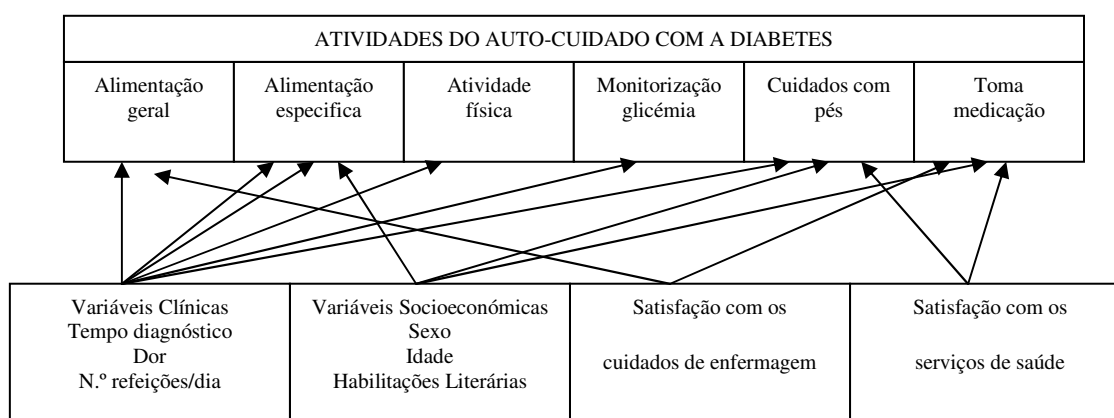 ATIVIDADES DO AUTO-CUIDADO COM A DIABETES
Alimentação
geral
Alimentação
especifica
Atividade
física
Monitorização
glicémia
Cuidados com
pés
Toma
medicação
Variáveis Clínicas
Tempo diagnóstico
Dor
N.º refeições/dia
Variáveis Socioeconómicas
Sexo
Idade
Habilitações Literárias
Satisfação com os
cuidados de enfermagem
Satisfação com os
serviços de saúde